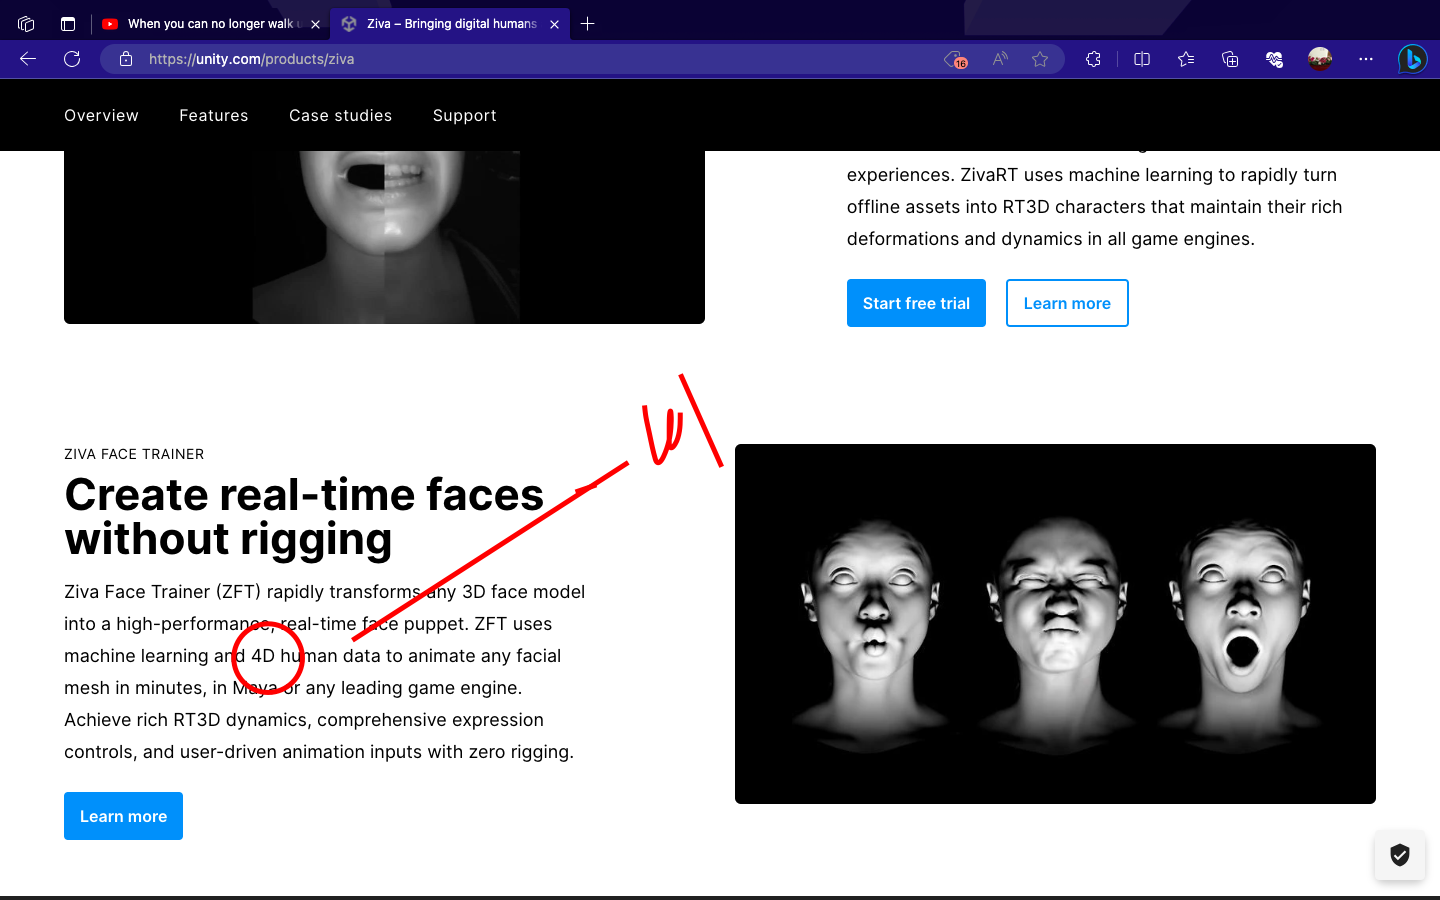 When you can no longer walk u
Ziva – Bringing digital humans
https://unity.com/products/ziva
16
Overview
Features
Case studies
Support
experiences. ZivaRT uses machine learning to rapidly turn
offline assets into RT3D characters that maintain their rich
deformations and dynamics in all game engines.
Start free trial
Learn more
ZIVA FACE TRAINER
Create real-time faces
without rigging
Ziva Face Trainer (ZFT) rapidly transforms any 3D face model
into a high-performance, real-time face puppet. ZFT uses
machine learning and 4D human data to animate any facial
mesh in minutes, in Maya or any leading game engine.
Achieve rich RT3D dynamics, comprehensive expression
controls, and user-driven animation inputs with zero rigging.
Learn more